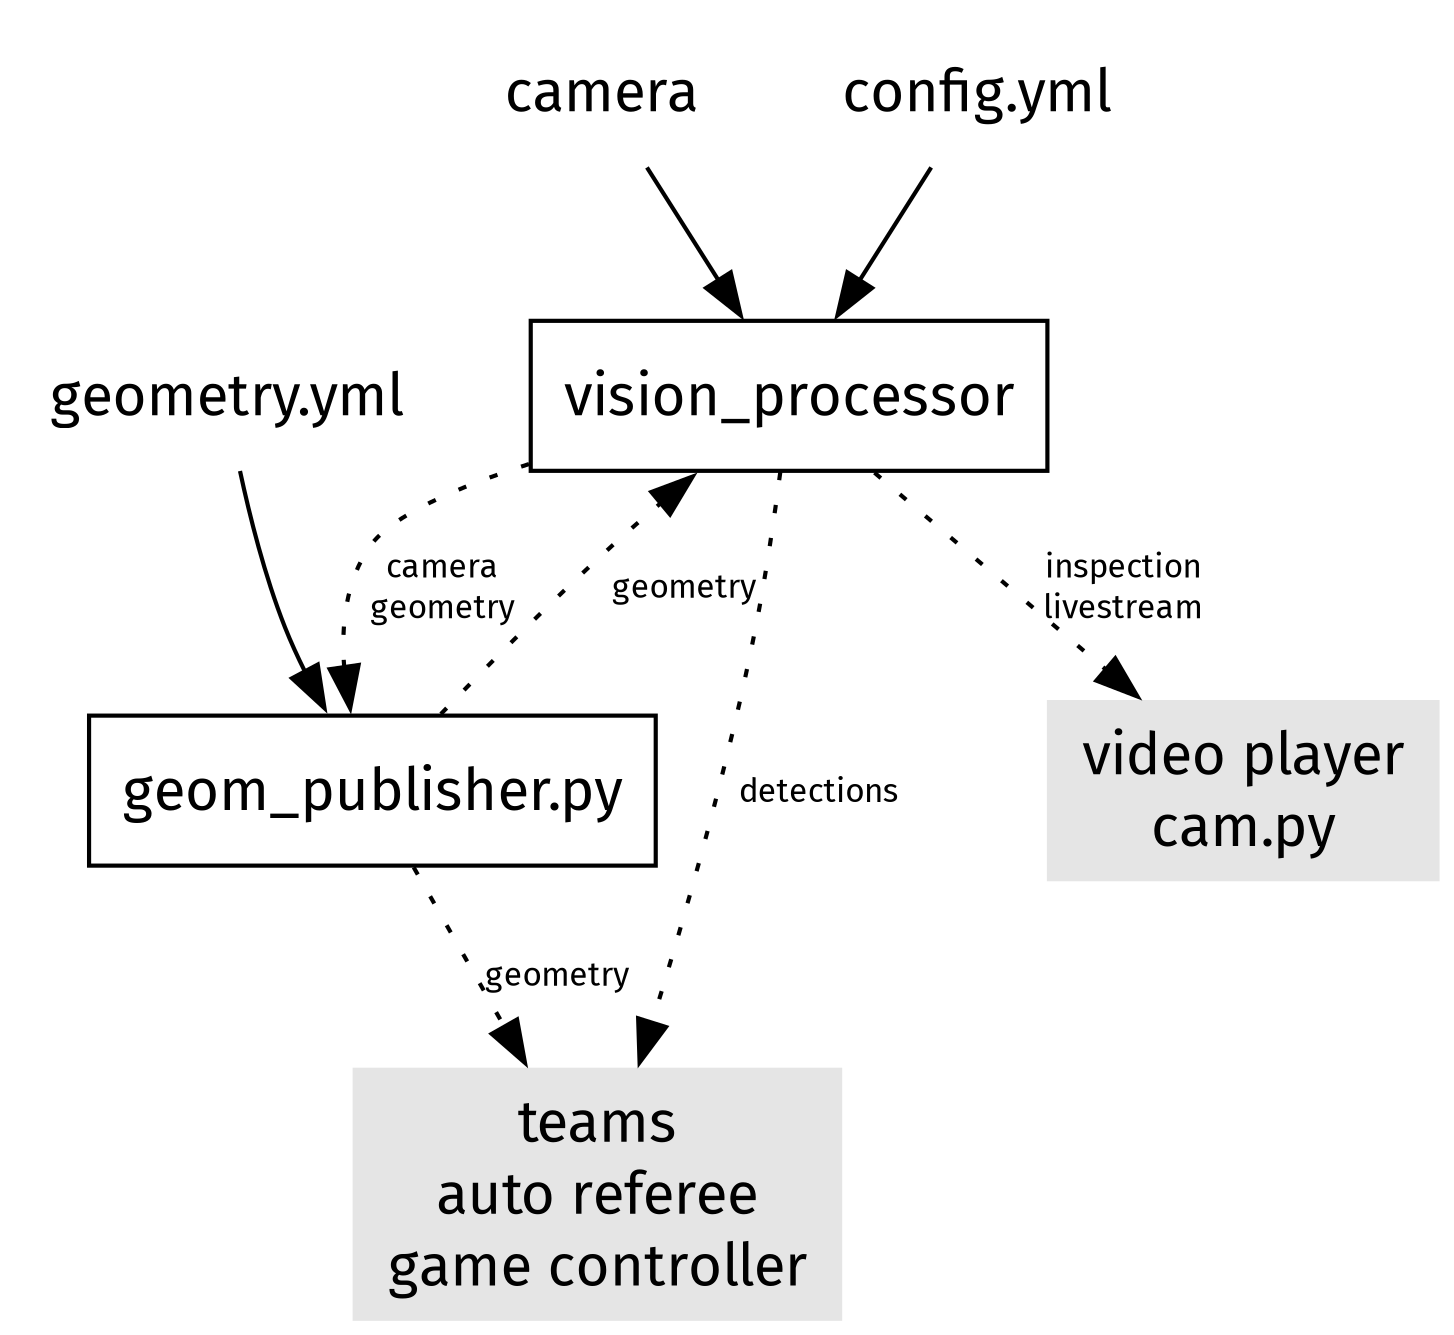 camera
config.yml
vision_processor
geometry.yml
camera
geometry
geometry
inspection
livestream
geom_publisher.py
detections
video player
cam.py
geometry
teams
auto referee
game controller